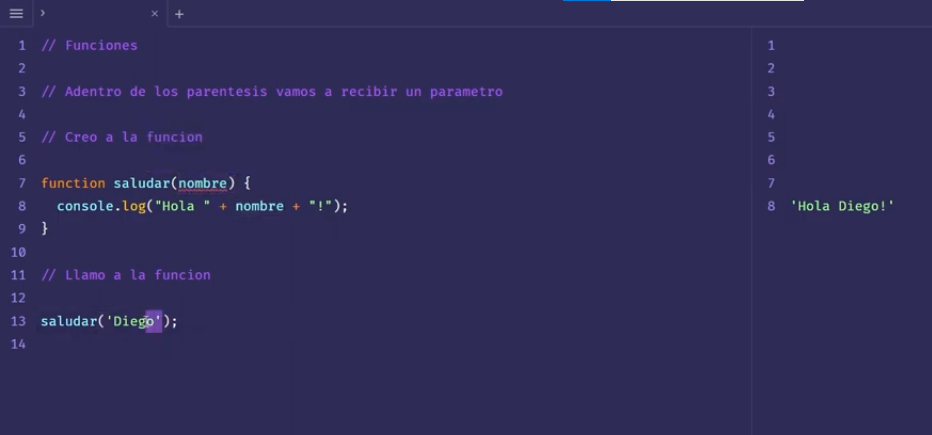 1 // Funciones 1
2 2
3 // Adentro de los parentesis vamos a recibir un parametro 3
4 4
5 // Creo a la funcion 5
6 6
7 function saludar(nombre) { 7
8 console.log("Hola " + nombre + "!"); 8 'Hola Diego!'
9 }
10
11 // Llamo a la funcion
12
13 saludar('Diego');
14